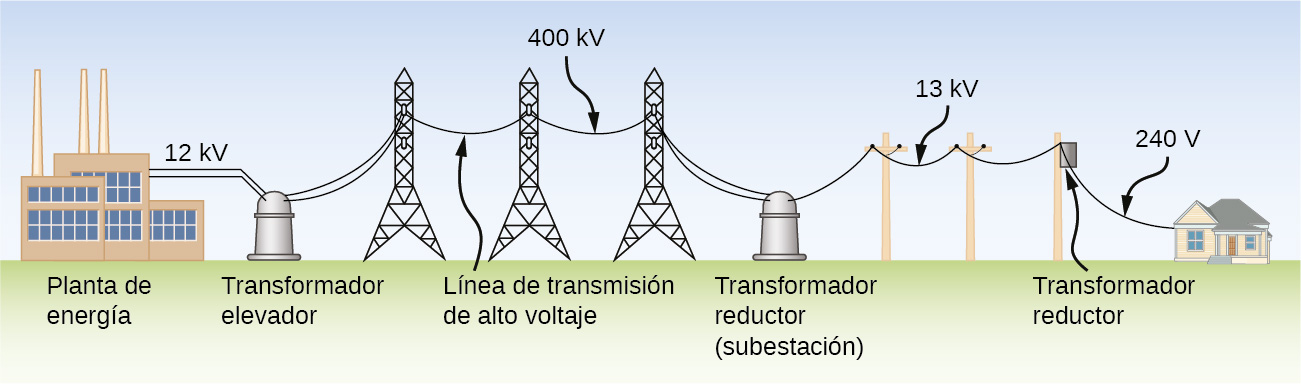 400 kV
13 kV
12 kV
240 V
Planta de
energía
Transformador
elevador
Línea de transmisión
de alto voltaje
Transformador
reductor
(subestación)
Transformador
reductor